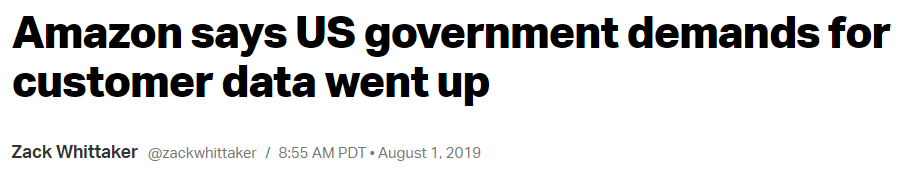 Amazon says US government demands for
customer data went up
Zack Whittaker @zackwhittaker / 8:55 AM PDT • August 1, 2019